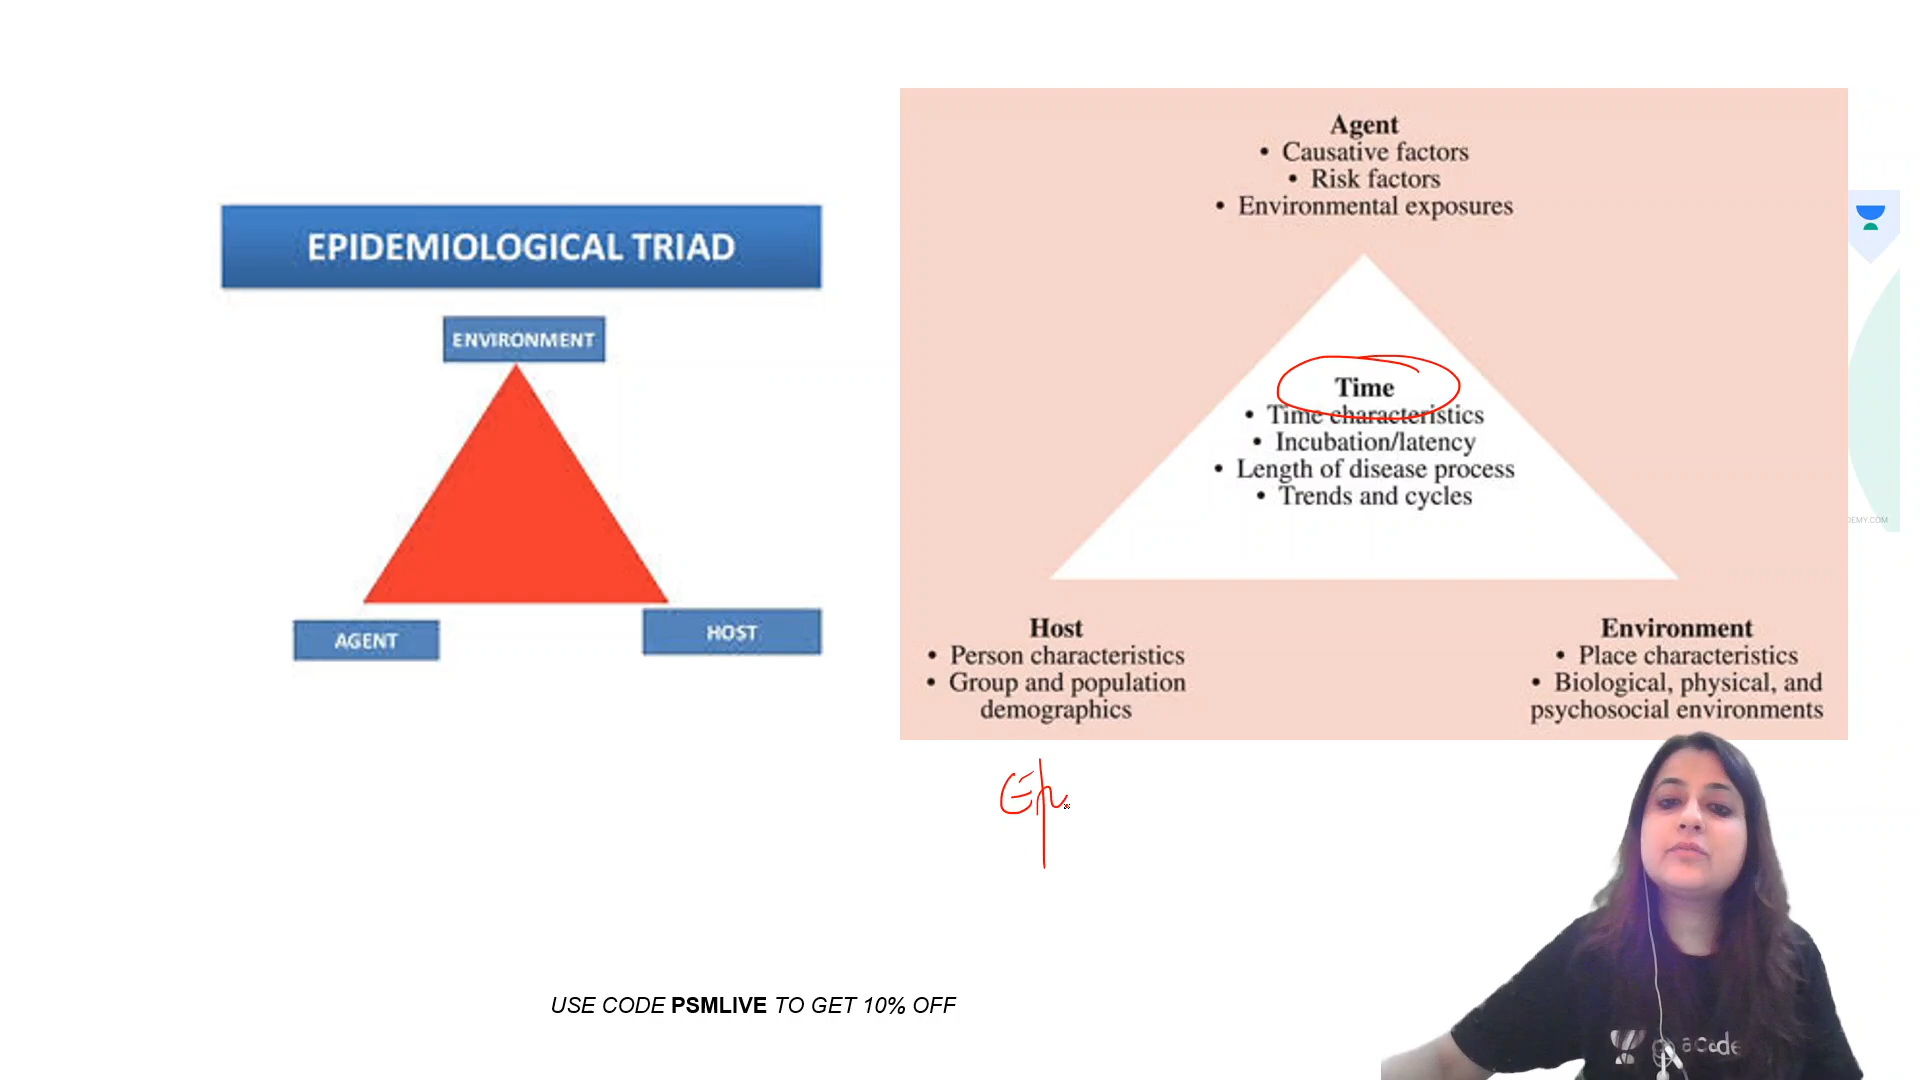 EPIDEMIOLOGICAL TRIAD
ENVIRONMENT
AGENT
HOST
Agent
• Causative factors
• Risk factors
• Environmental exposures
Time
• Time characteristics
• Incubation/latency
• Length of disease process
• Trends and cycles
Host
• Person characteristics
• Group and population
demographics
Environment
• Place characteristics
• Biological, physical, and
psychosocial environments
USE CODE PSMLIVE TO GET 10% OFF